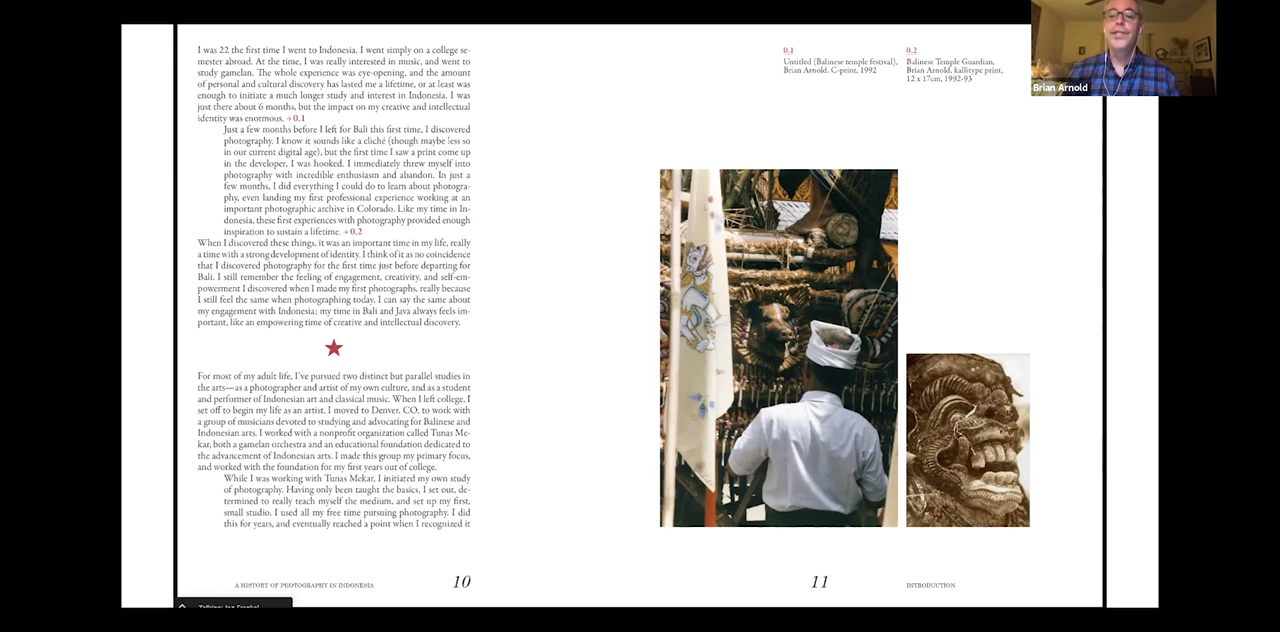 I was 22 the first time I went to Indonesia. I went simply on a college se-
mester abroad. At the time, I was really interested in music, and went to
study gamelan. The whole experience was eye-opening, and the amount
of personal and cultural discovery has lasted me a lifetime, or at least was
enough to initiate a much longer study and interest in Indonesia. I was
just there about 6 months, but the impact on my creative and intellectual
identity was enormous. → 0.1
Just a few months before I left for Bali this first time, I discovered
photography. I know it sounds like a cliché (though maybe less so
in our current digital age), but the first time I saw a print come up
in the developer, I was hooked. I immediately threw myself into
photography with incredible enthusiasm and abandon. In just a
few months, I did everything I could do to learn about photogra-
phy, even landing my first professional experience working at an
important photographic archive in Colorado. Like my time in In-
donesia, these first experiences with photography provided enough
inspiration to sustain a lifetime. → 0.2
When I discovered these things, it was an important time in my life, really
a time with a strong development of identity. I think of it as no coincidence
that I discovered photography for the first time just before departing for
Bali. I still remember the feeling of engagement, creativity, and self-em-
powerment I discovered when I made my first photographs, really because
I still feel the same when photographing today. I can say the same about
my engagement with Indonesia; my time in Bali and Java always feels im-
portant, like an empowering time of creative and intellectual discovery.
For most of my adult life, I've pursued two distinct but parallel studies in
the arts—as a photographer and artist of my own culture, and as a student
and performer of Indonesian art and classical music. When I left college, I
set off to begin my life as an artist. I moved to Denver, CO, to work with
a group of musicians devoted to studying and advocating for Balinese and
Indonesian arts. I worked with a nonprofit organization called Tunas Me-
kar, both a gamelan orchestra and an educational foundation dedicated to
the advancement of Indonesian arts. I made this group my primary focus,
and worked with the foundation for my first years out of college.
While I was working with Tunas Mekar, I initiated my own study
of photography. Having only been taught the basics, I set out, de-
termined to really teach myself the medium, and set up my first,
small studio. I used all my free time pursuing photography. I did
this for years, and eventually reached a point when I recognized it
A HISTORY OF PHOTOGRAPHY IN INDONESIA
10
0.1
Untitled (Balinese temple festival),
Brian Arnold. C-print, 1992
0.2
Balinese Temple Guardian,
Brian Arnold, kallitype print,
12 x 17cm, 1992-93
11
INTRODUCTION
Brian Arnold